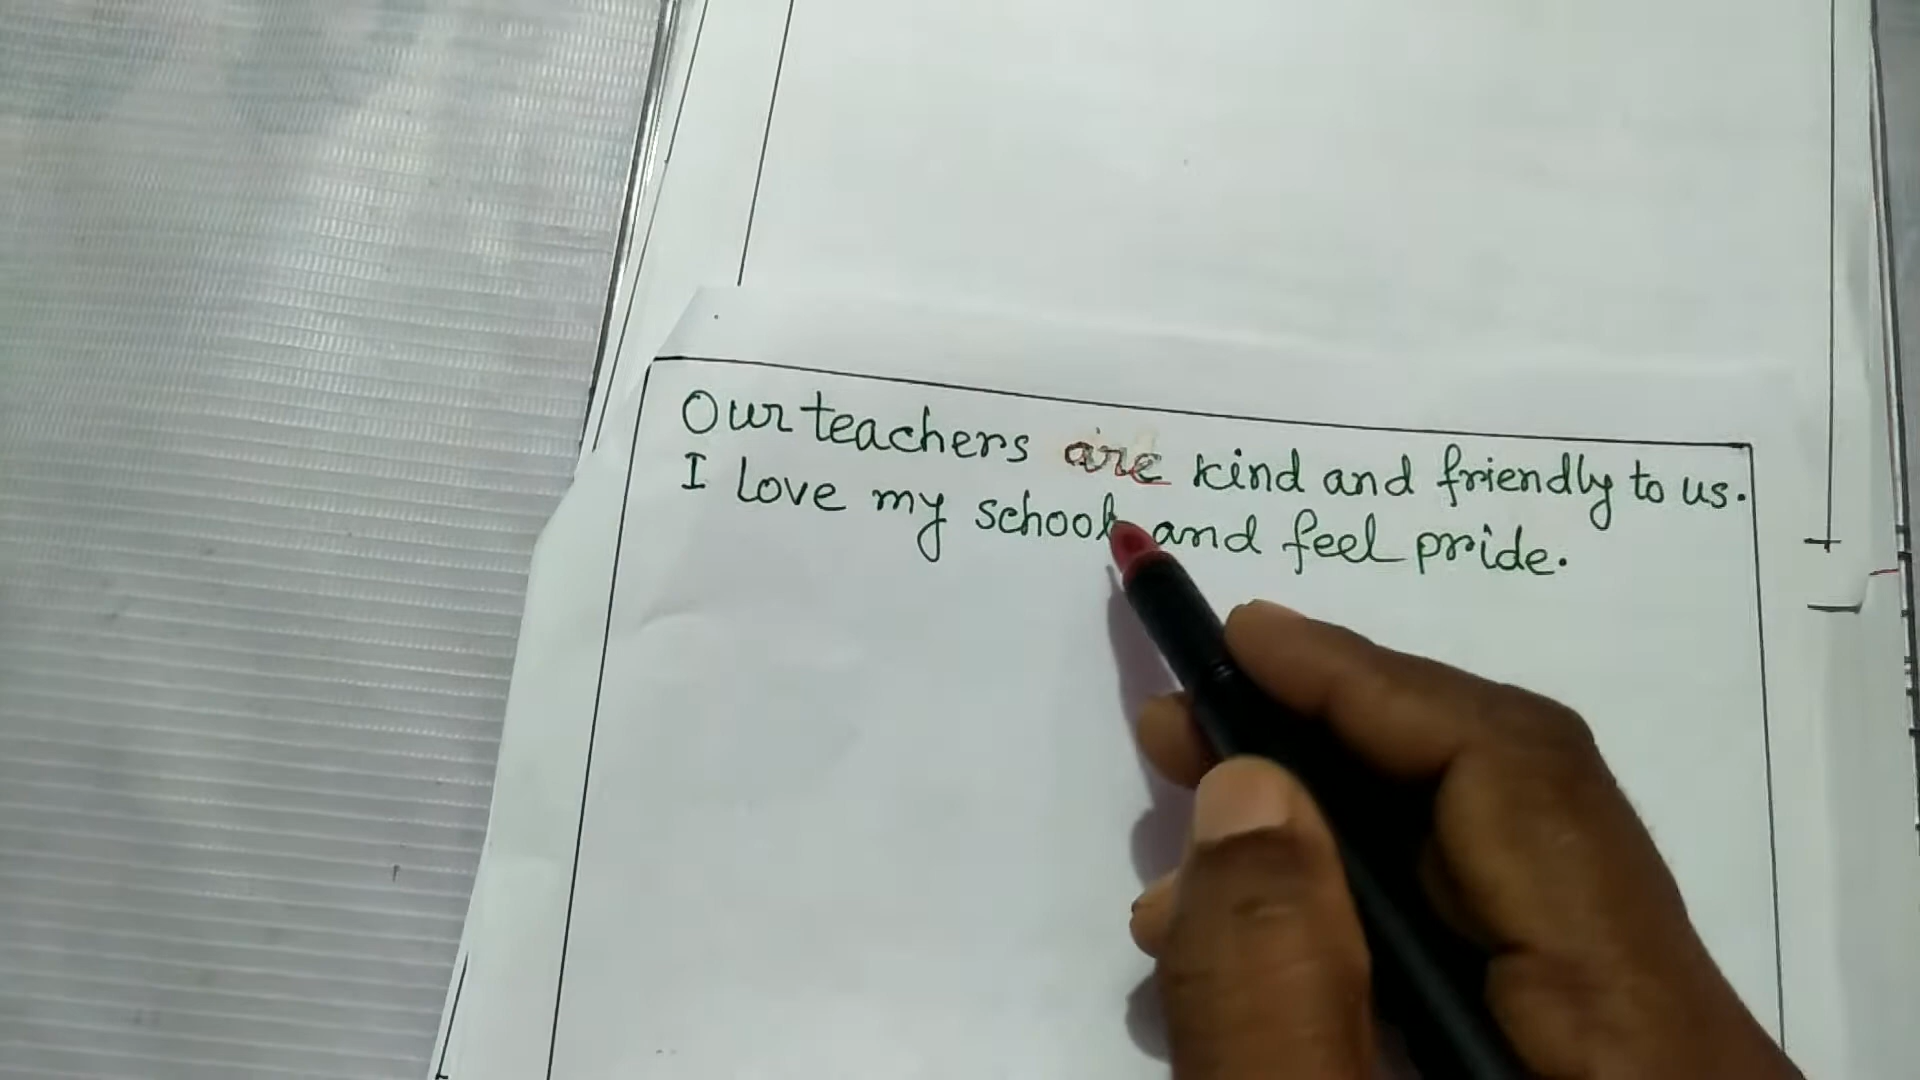 Our teachers are kind and friendly to us.
I love my school and feel pride.